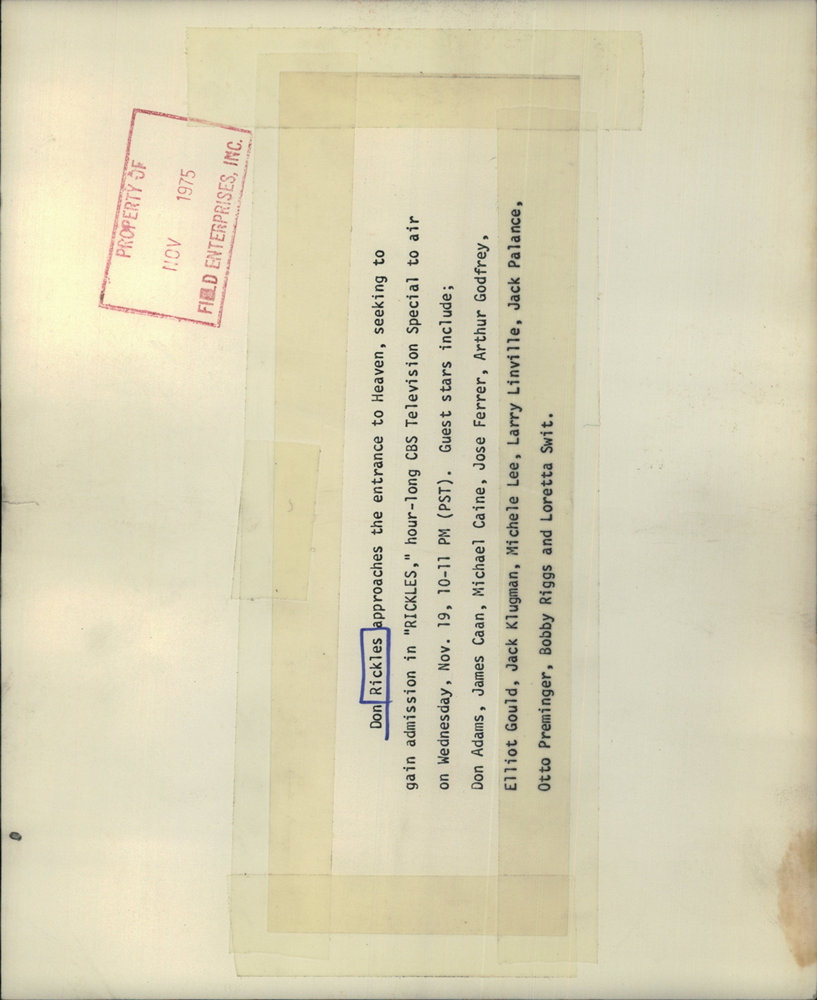 PROPERTY OF
NOV 1975
FIELD ENTERPRISES, INC.
Don Rickles approaches the entrance to Heaven, seeking to
gain admission in "RICKLES," hour-long CBS Television Special to air
on Wednesday, Nov. 19, 10-11 PM (PST). Guest stars include;
Don Adams, James Caan, Michael Caine, Jose Ferrer, Arthur Godfrey,
Elliot Gould, Jack Klugman, Michele Lee, Larry Linville, Jack Palance,
Otto Preminger, Bobby Riggs and Loretta Swit.